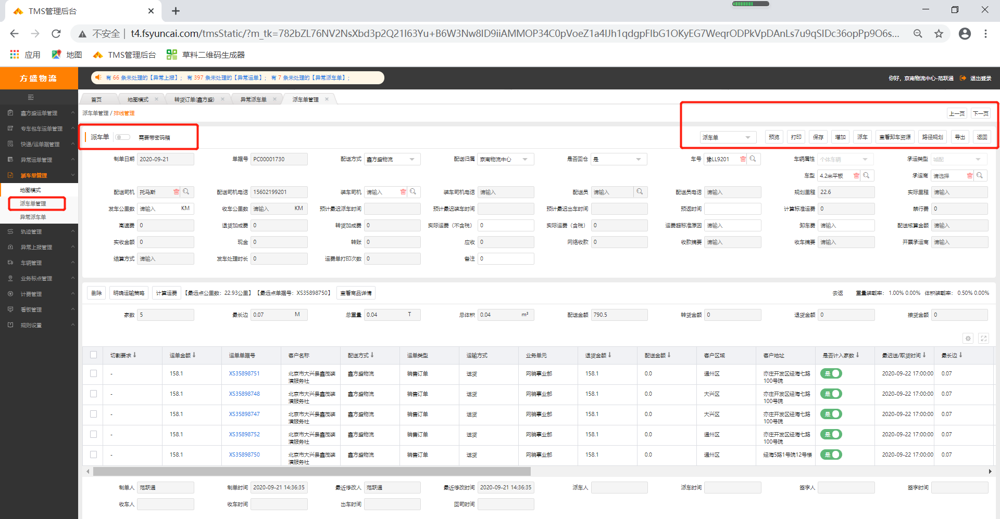 TMS管理后台
不安全 | t4.fsyuncai.com/tmsStatic/?m_tk=782bZL76NV2NsXbd3p2Q21I63Yu+B6W3Nw8ID9iiAMMOP34C0pVoeZ1a4IJh1qdgpFIbG1OKyEG7WeqrODPkVpDAnLs7u9qSIDc36opPp9O6s...
应用 地图 TMS管理后台 草料二维码生成器
方盛物流
有 66 条未处理的【异常上报】； 有 397 条未处理的【异常运单】； 有 7 条未处理的【异常派车单】；
你好，京南物流中心-范跃通 退出登录
首页 地图模式 转货订单(鑫方盛) 异常派车单 派车单管理
鑫方盛运单管理
专车包车运单管理
快递/运单据管理
异常运单管理
派车单管理
地图模式
派车单管理
异常派车单
轨迹管理
异常上报管理
车辆管理
业务标点管理
计费管理
看板管理
规则设置
派车单管理 / 排线管理
上一页 下一页
派车单 需要带密码箱
派车单 预览 打印 保存 增加 派车 查看卸车资源 路径规划 导出 返回
制单日期 2020-09-21 单据号 PC00001730 配送方式 鑫方盛物流 配送归属 京南物流中心 是否回仓 是 车号 豫LL9201 车辆属性 个体车辆 承运类型 城配
车型 4.2米平板 承运商 请选择
配送司机 托马斯 配送司机电话 15602199201 装车司机 请输入 装车司机电话 请输入 配送员 请输入 配送员电话 请输入 规划里程 22.6 实际里程 请输入
发车公里数 请输入 KM 收车公里数 请输入 KM 预计最迟派车时间 预计最迟装车时间 预计最迟出车时间 预返时间 计算标准运费 0 禁行费 0
高速费 0 退货加成费 0 转货加成费 0 实际运费（不含税） 0 实际运费（含税） 0 运费超标准原因 请输入 卸车费 请输入 配送核算金额 请输入
实收金额 0 现金 0 转账 0 应收 0 网络收款 0 收款摘要 请输入 收车摘要 请输入 开票承运商 请输入
结算方式 请输入 发车处理时长 0 运费单打印次数 0 备注 0
删除 明确运输策略 计算运费 【最远点公里数：22.93公里】 【最远点单据号：XS35898750】 查看商品详情
去返 重量装载率： 1.00% 0.00% 体积装载率： 0.50% 0.00%
家数 5 最长边 0.07 M 总重量 0.04 T 总体积 0.04 m³ 配送金额 790.5 转货金额 0 退货金额 0 接货金额 0
切割要求 运单金额 运单单据号 客户名称 配送方式 运单类型 运输方式 业务单元 退货金额 配送金额 客户区域 客户地址 是否计入家数 最迟送/取货时间 最长边
- 158.1 XS35898751 北京市大兴县鑫茂装潢服务社 鑫方盛物流 销售订单 送货 网销事业部 158.1 0.0 通州区 亦庄开发区经海七路100号院 是 2020-09-22 17:00:00 0.07
- 158.1 XS35898748 北京市大兴县鑫茂装潢服务社 鑫方盛物流 销售订单 送货 网销事业部 158.1 0.0 大兴区 亦庄开发区经海七路100号院 是 2020-09-22 17:00:00 0.07
- 158.1 XS35898747 北京市大兴县鑫茂装潢服务社 鑫方盛物流 销售订单 送货 网销事业部 158.1 0.0 大兴区 亦庄开发区经海七路100号院 是 2020-09-22 17:00:00 0.07
- 158.1 XS35898752 北京市大兴县鑫茂装潢服务社 鑫方盛物流 销售订单 送货 网销事业部 158.1 0.0 通州区 亦庄开发区经海七路100号院 是 2020-09-22 17:00:00 0.07
- 158.1 XS35898750 北京市大兴县鑫茂装潢服务社 鑫方盛物流 销售订单 送货 网销事业部 158.1 0.0 通州区 经海5路1号院12号楼 是 2020-09-22 17:00:00 0.07
制单人 范跃通 制单时间 2020-09-21 14:36:35 最近修改人 范跃通 最近修改时间 2020-09-21 14:36:35 派车人 派车时间 签字人 签字时间
收车人 收车时间 出车时间 回司时间